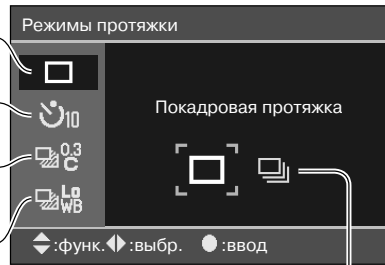 Режимы протяжки
10
Покадровая протяжка
0.3
C
Lo
WB
:функ. :выбр. :ввод